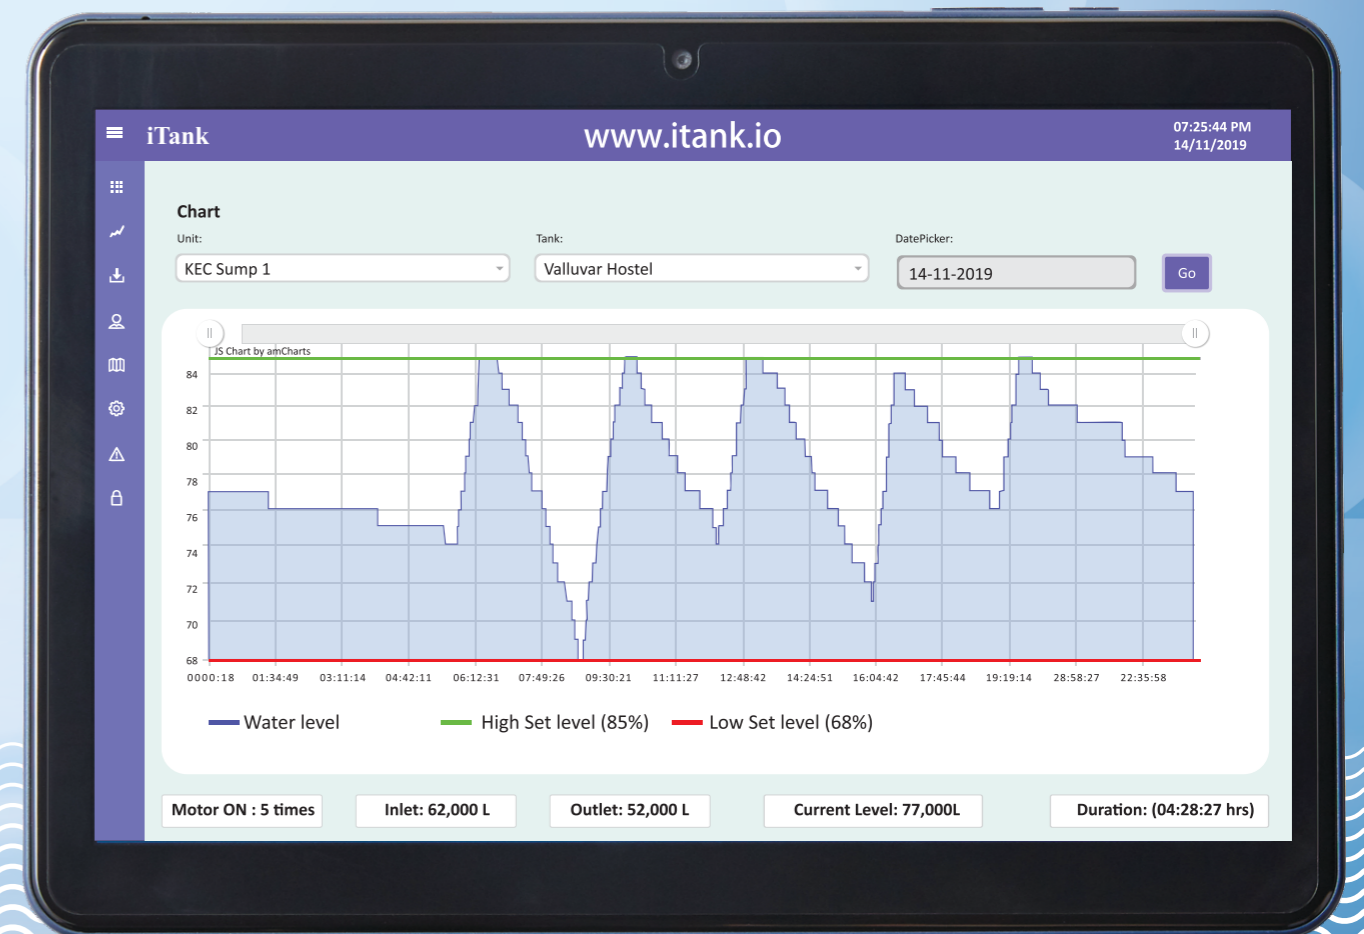 iTank
www.itank.io
07:25:44 PM
14/11/2019
Chart
Unit:
Tank:
DatePicker:
KEC Sump 1
Valluvar Hostel
14-11-2019
Go
JS Chart by amCharts
84
82
80
78
76
74
72
70
68
0000:18 01:34:49 03:11:14 04:42:11 06:12:31 07:49:26 09:30:21 11:11:27 12:48:42 14:24:51 16:04:42 17:45:44 19:19:14 28:58:27 22:35:58
Water level High Set level (85%) Low Set level (68%)
Motor ON : 5 times
Inlet: 62,000 L
Outlet: 52,000 L
Current Level: 77,000L
Duration: (04:28:27 hrs)